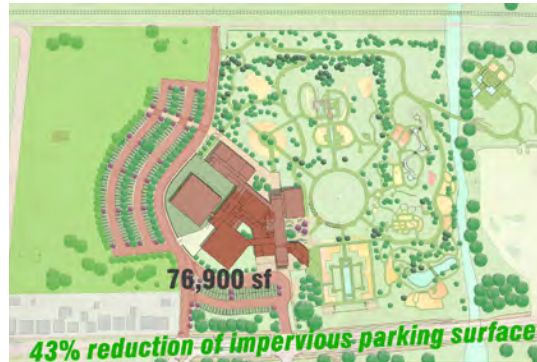 76,900 sf
43% reduction of impervious parking surface